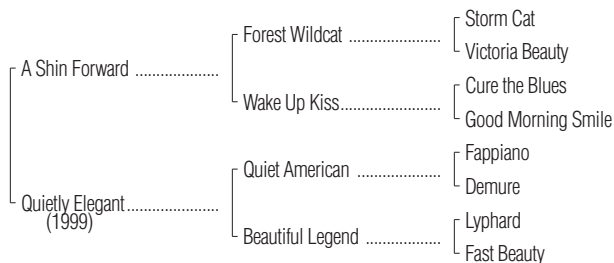 Storm Cat
Forest Wildcat ........................
Victoria Beauty
A Shin Forward .....................
Cure the Blues
Wake Up Kiss..........................
Good Morning Smile
Fappiano
Quiet American .....................
Demure
Quietly Elegant........................
(1999)
Lyphard
Beautiful Legend ...................
Fast Beauty